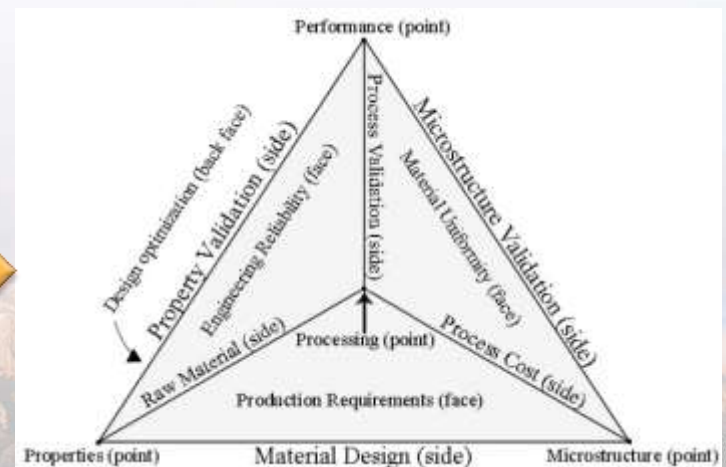 Performance (point)
Design optimization (back face)
Property Validation (side)
Engineering Reliability (face)
Process Validation (side)
Material Uniformity (face)
Microstructure Validation (side)
Raw Material (side)
Processing (point)
Process Cost (side)
Production Requirements (face)
Properties (point)
Material Design (side)
Microstructure (point)